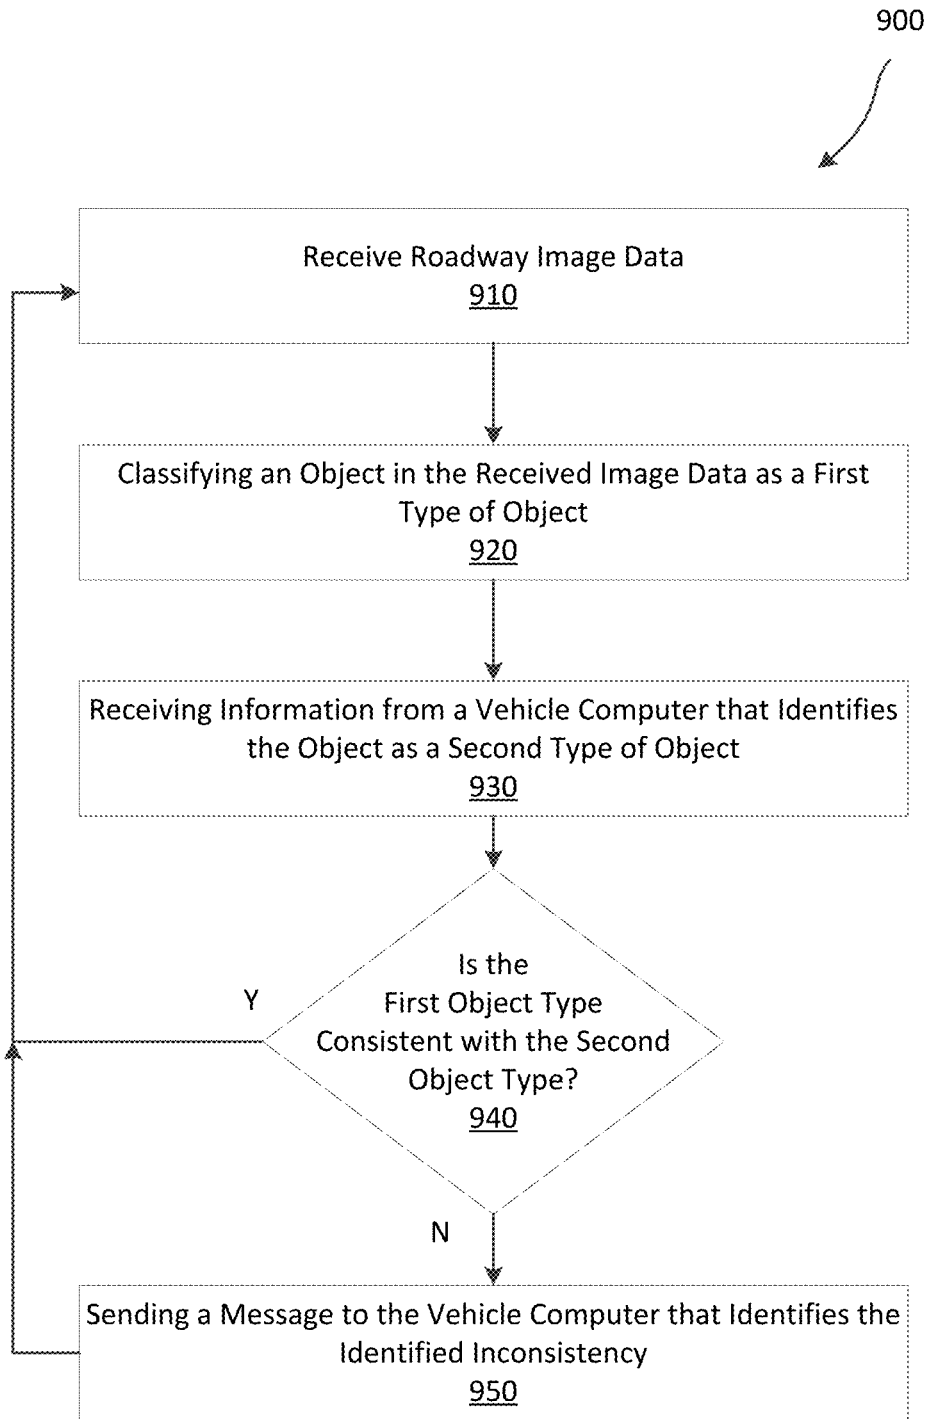 900
Receive Roadway Image Data
910
Classifying an Object in the Received Image Data as a First
Type of Object
920
Receiving Information from a Vehicle Computer that Identifies
the Object as a Second Type of Object
930
Is the
First Object Type
Consistent with the Second
Object Type?
940
Y
N
Sending a Message to the Vehicle Computer that Identifies the
Identified Inconsistency
950